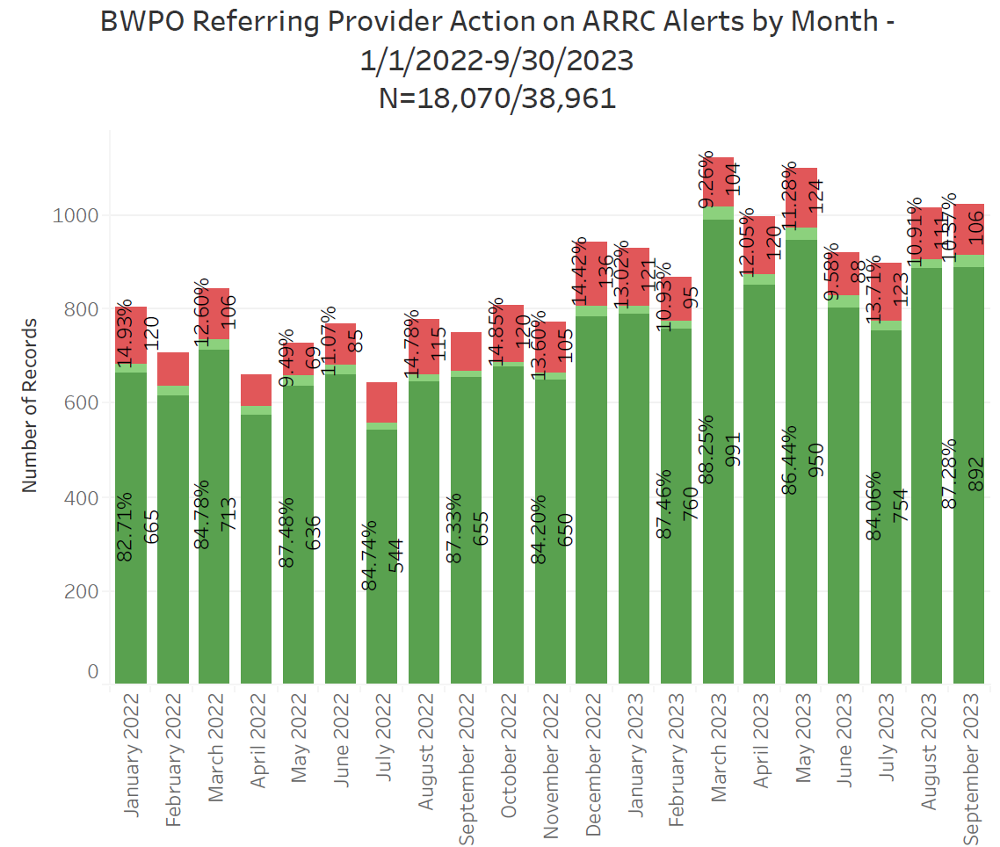 BWPO Referring Provider Action on ARRC Alerts by Month -
1/1/2022-9/30/2023
N=18,070/38,961
Number of Records
1000
800
600
400
200
0
14.93%
120
82.71%
665
12.60%
106
84.78%
713
9.49%
69
87.48%
636
11.07%
85
84.74%
544
14.78%
115
87.33%
655
14.85%
120
13.60%
105
84.20%
650
14.42%
136
13.02%
121
10.93%
95
87.46%
760
9.26%
104
88.25%
991
12.05%
120
11.28%
124
86.44%
950
9.58%
88
13.71%
123
84.06%
754
10.91%
10.37%
106
87.28%
892
January 2022
February 2022
March 2022
April 2022
May 2022
June 2022
July 2022
August 2022
September 2022
October 2022
November 2022
December 2022
January 2023
February 2023
March 2023
April 2023
May 2023
June 2023
July 2023
August 2023
September 2023